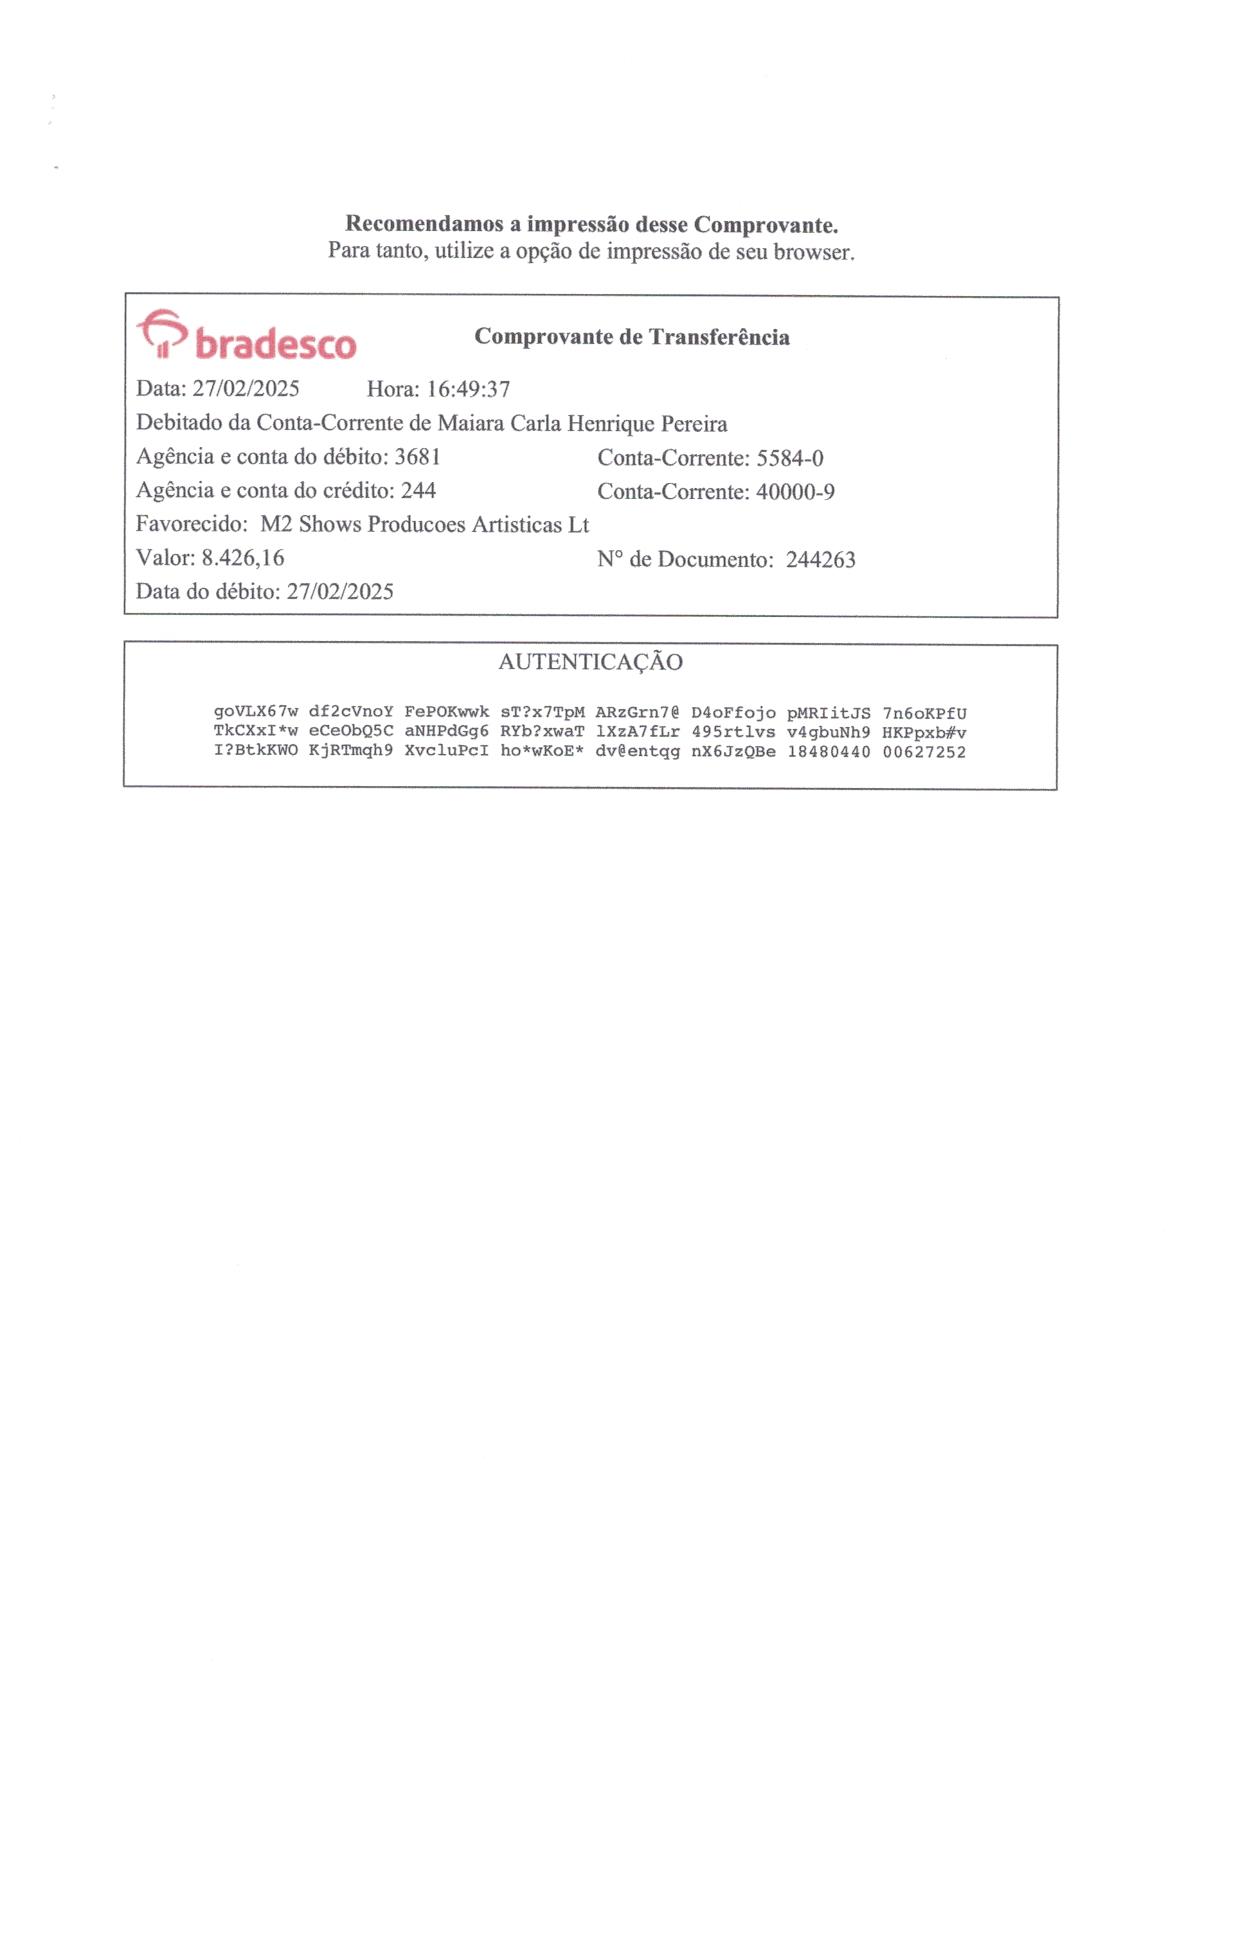 Recomendamos a impressão desse Comprovante.
Para tanto, utilize a opção de impressão de seu browser.
bradesco Comprovante de Transferência
Data: 27/02/2025 Hora: 16:49:37
Debitado da Conta-Corrente de Maiara Carla Henrique Pereira
Agência e conta do débito: 3681 Conta-Corrente: 5584-0
Agência e conta do crédito: 244 Conta-Corrente: 40000-9
Favorecido: M2 Shows Producoes Artisticas Lt
Valor: 8.426,16 N° de Documento: 244263
Data do débito: 27/02/2025
AUTENTICAÇÃO
goVLX67w df2cVnoY FePOKwwk sT?x7TpM ARzGrn7@ D4oFfojo pMRIitJS 7n6oKPfU
TkCXxI*w eCeObQ5C aNHPdGg6 RYb?xwaT lXzA7fLr 495rtlvs v4gbuNh9 HKPpxb#v
I?BtkKWO KjRTmqh9 XvcluPcI ho*wKoE* dv@entqg nX6JzQBe 18480440 00627252